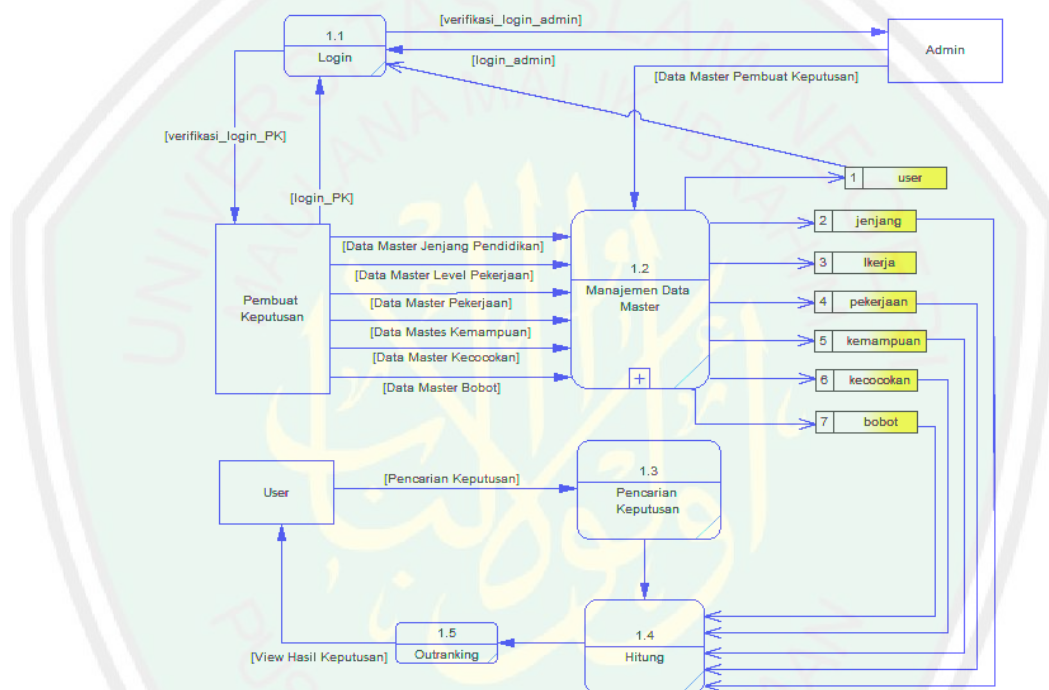 [verifikasi_login_admin]
1.1
Login
Admin
[login_admin]
[Data Master Pembuat Keputusan]
[verifikasi_login_PK]
[login_PK]
1 user
Pembuat
Keputusan
[Data Master Jenjang Pendidikan]
[Data Master Level Pekerjaan]
[Data Master Pekerjaan]
[Data Mastes Kemampuan]
[Data Master Kecocokan]
[Data Master Bobot]
1.2
Manajemen Data
Master
2 jenjang
3 lkerja
4 pekerjaan
5 kemampuan
6 kecocokan
7 bobot
User
[Pencarian Keputusan]
1.3
Pencarian
Keputusan
1.4
Hitung
1.5
Outranking
[View Hasil Keputusan]